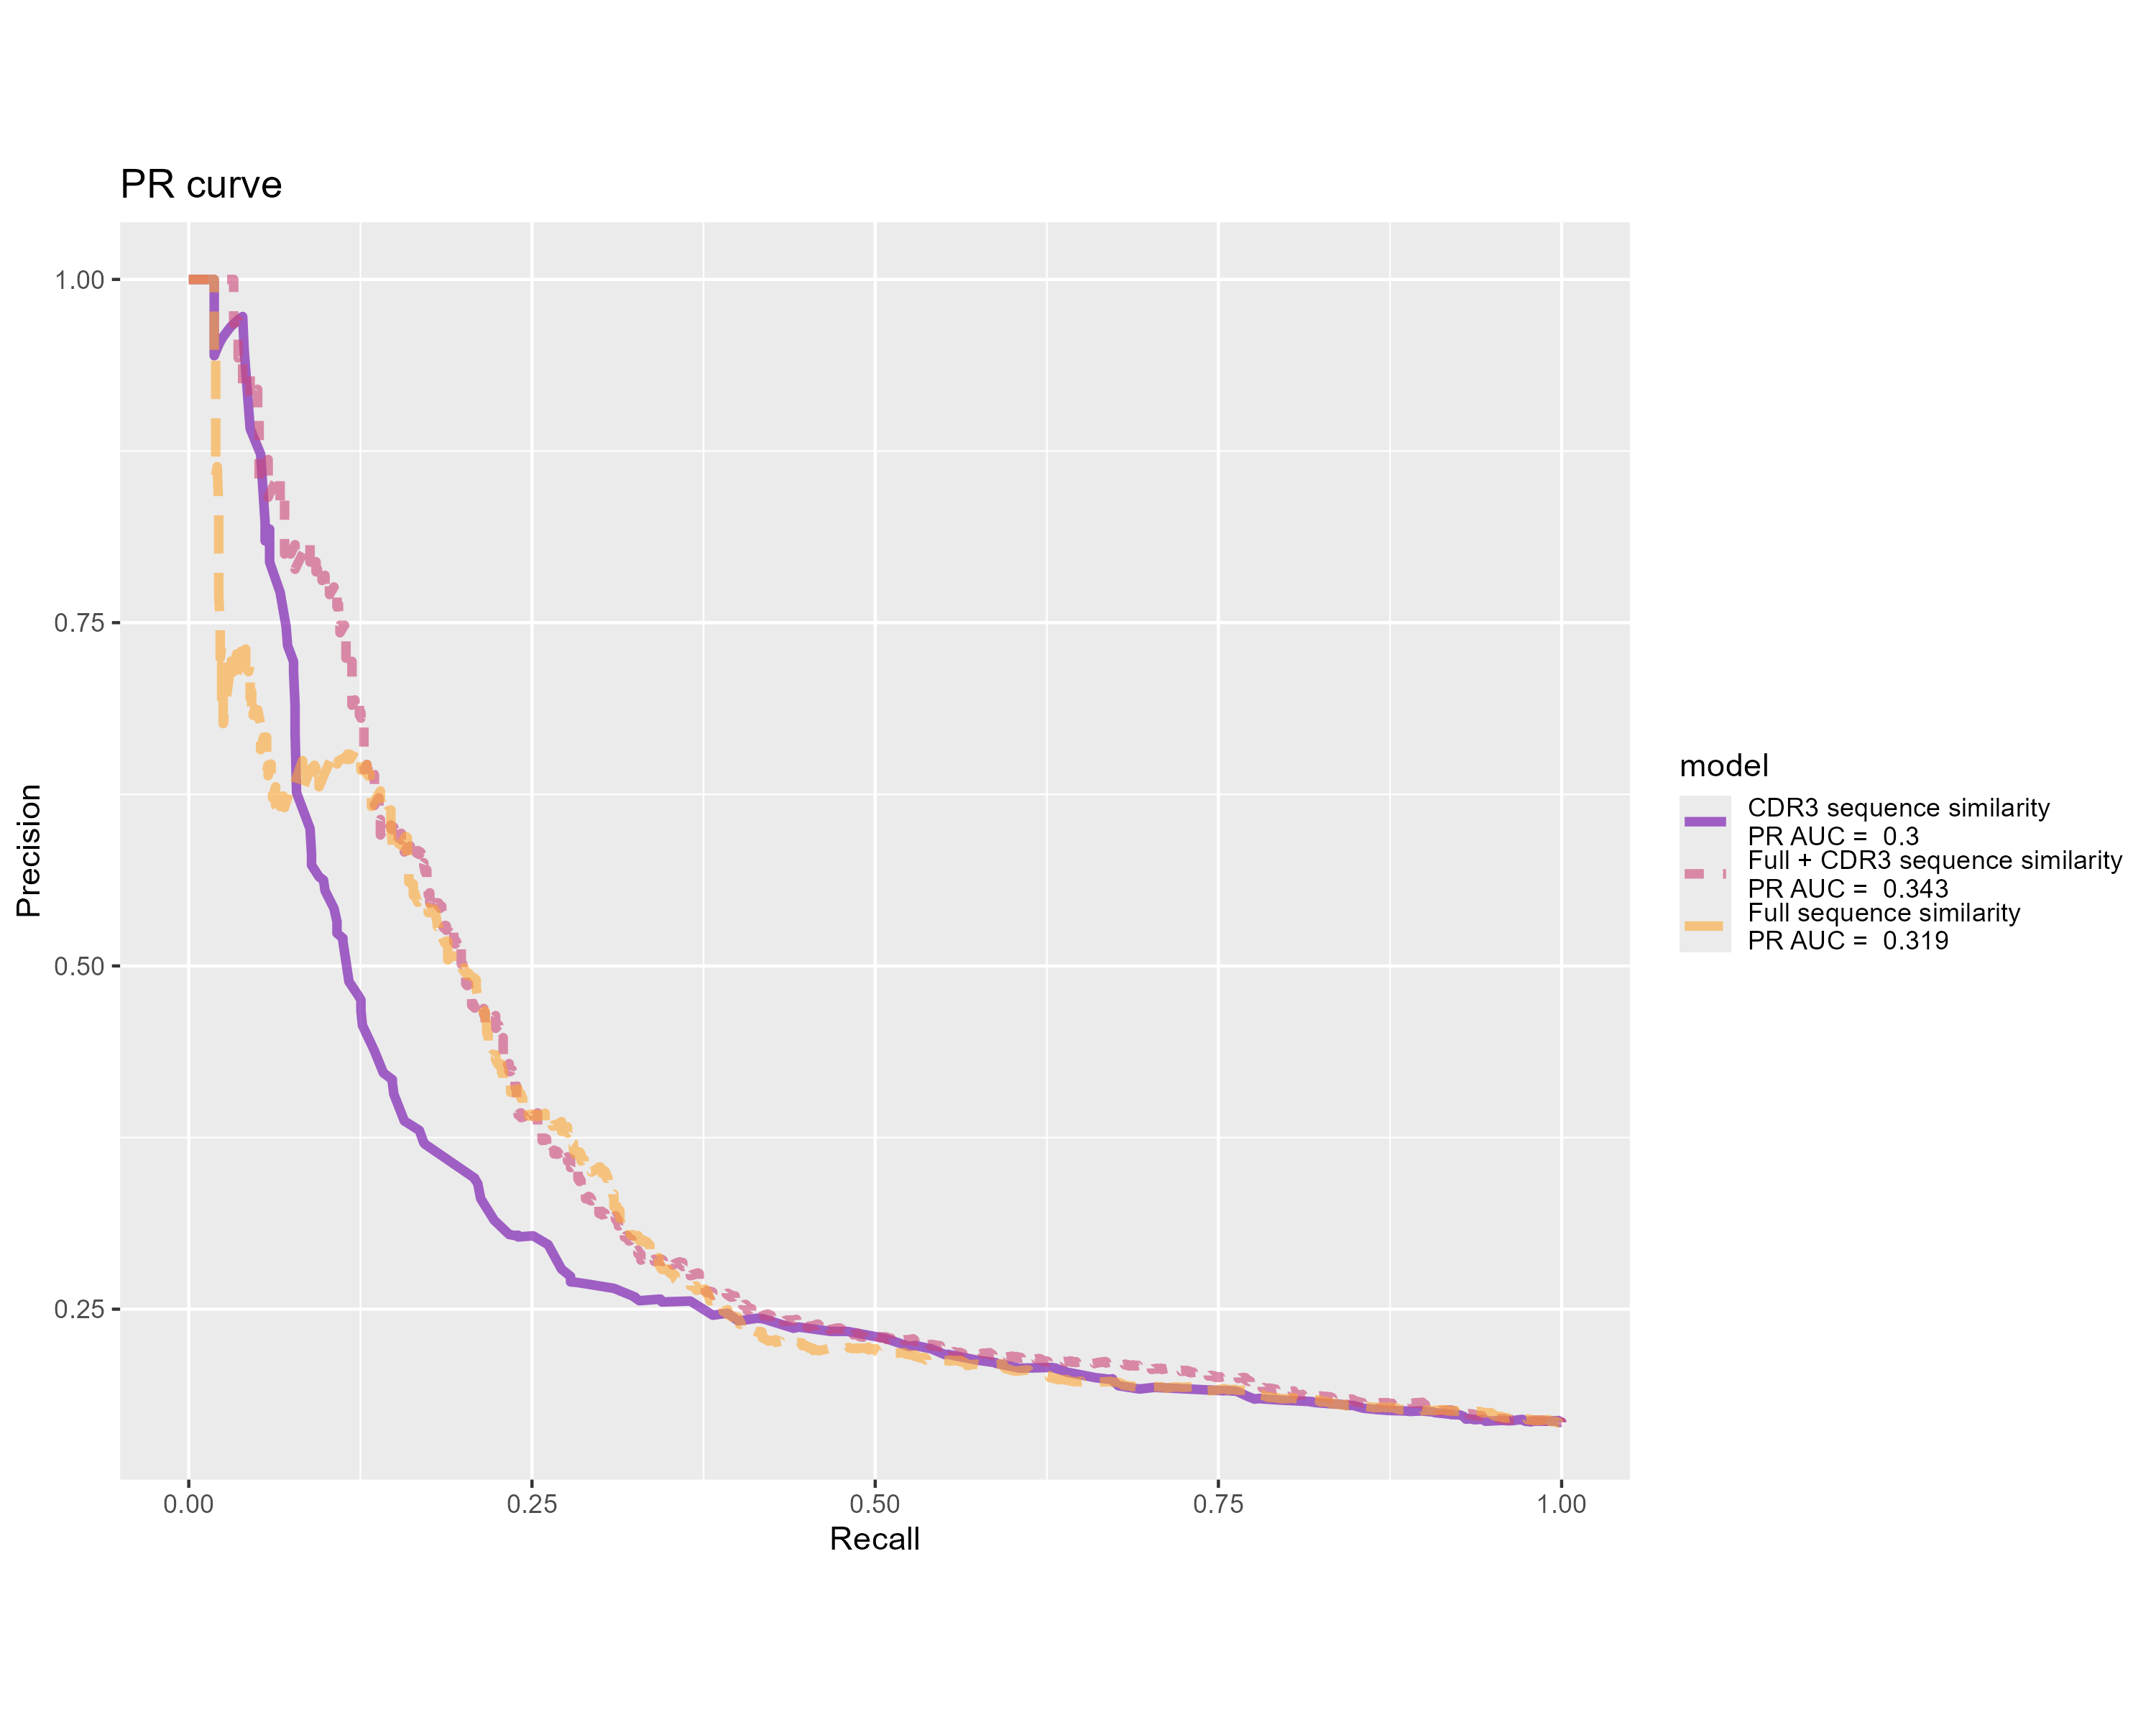 PR curve
1.00
0.75
0.50
0.25
Precision
0.00
0.25
0.50
0.75
1.00
Recall
model
CDR3 sequence similarity
PR AUC =  0.3
Full + CDR3 sequence similarity
PR AUC =  0.343
Full sequence similarity
PR AUC =  0.319